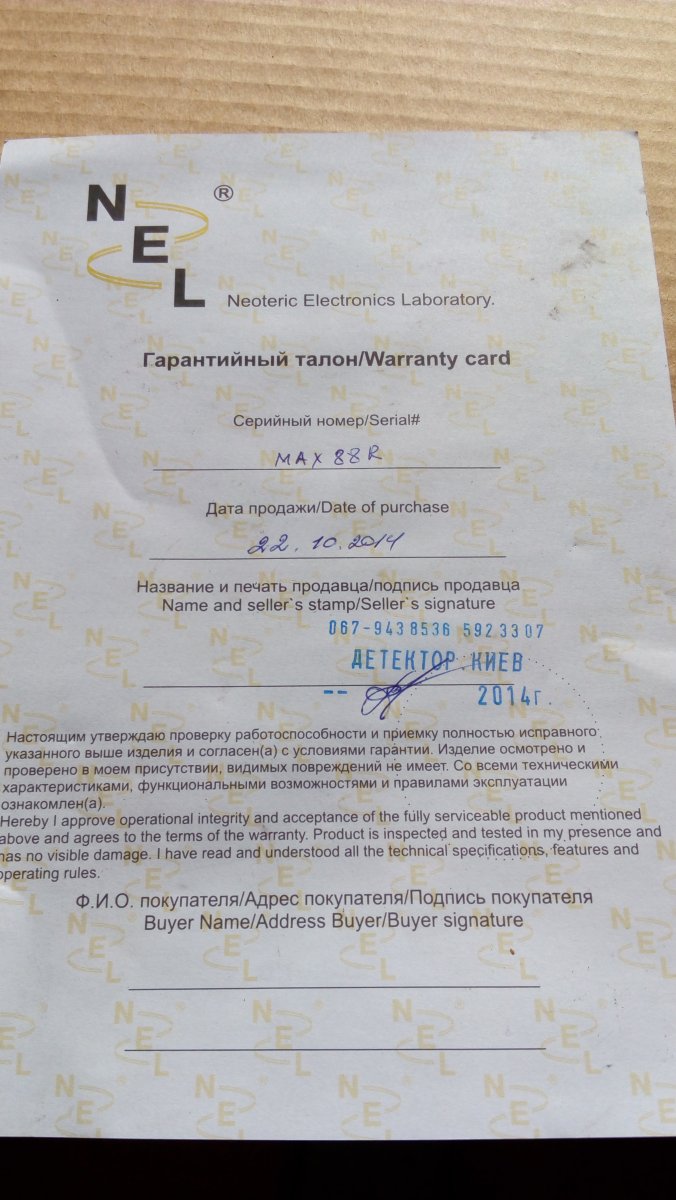 NEL®
Neoteric Electronics Laboratory.
Гарантийный талон/Warranty card
Серийный номер/Serial#
MAX 88R
Дата продажи/Date of purchase
22.10.2014
Название и печать продавца/подпись продавца
Name and seller`s stamp/Seller`s signature
067-943 8536 592 33 07
ДЕТЕКТОР.КИЕВ
-- 2014г.
Настоящим утверждаю проверку работоспособности и приемку полностью исправного
указанного выше изделия и согласен(а) с условиями гарантии. Изделие осмотрено и
проверено в моем присутствии, видимых повреждений не имеет. Со всеми техническими
характеристиками, функциональными возможностями и правилами эксплуатации
ознакомлен(а).
Hereby I approve operational integrity and acceptance of the fully serviceable product mentioned
above and agrees to the terms of the warranty. Product is inspected and tested in my presence and
has no visible damage. I have read and understood all the technical specifications, features and
operating rules.
Ф.И.О. покупателя/Адрес покупателя/Подпись покупателя
Buyer Name/Address Buyer/Buyer signature